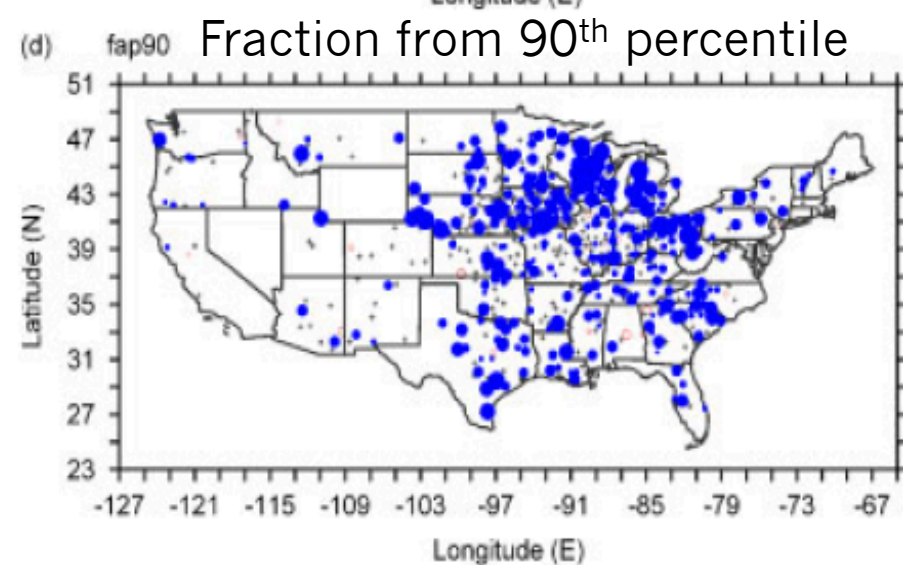 Longitude (E)
(d) fap90 Fraction from 90th percentile
51
47
43
39
35
31
27
23
Latitude (N)
-127 -121 -115 -109 -103 -97 -91 -85 -79 -73 -67
Longitude (E)